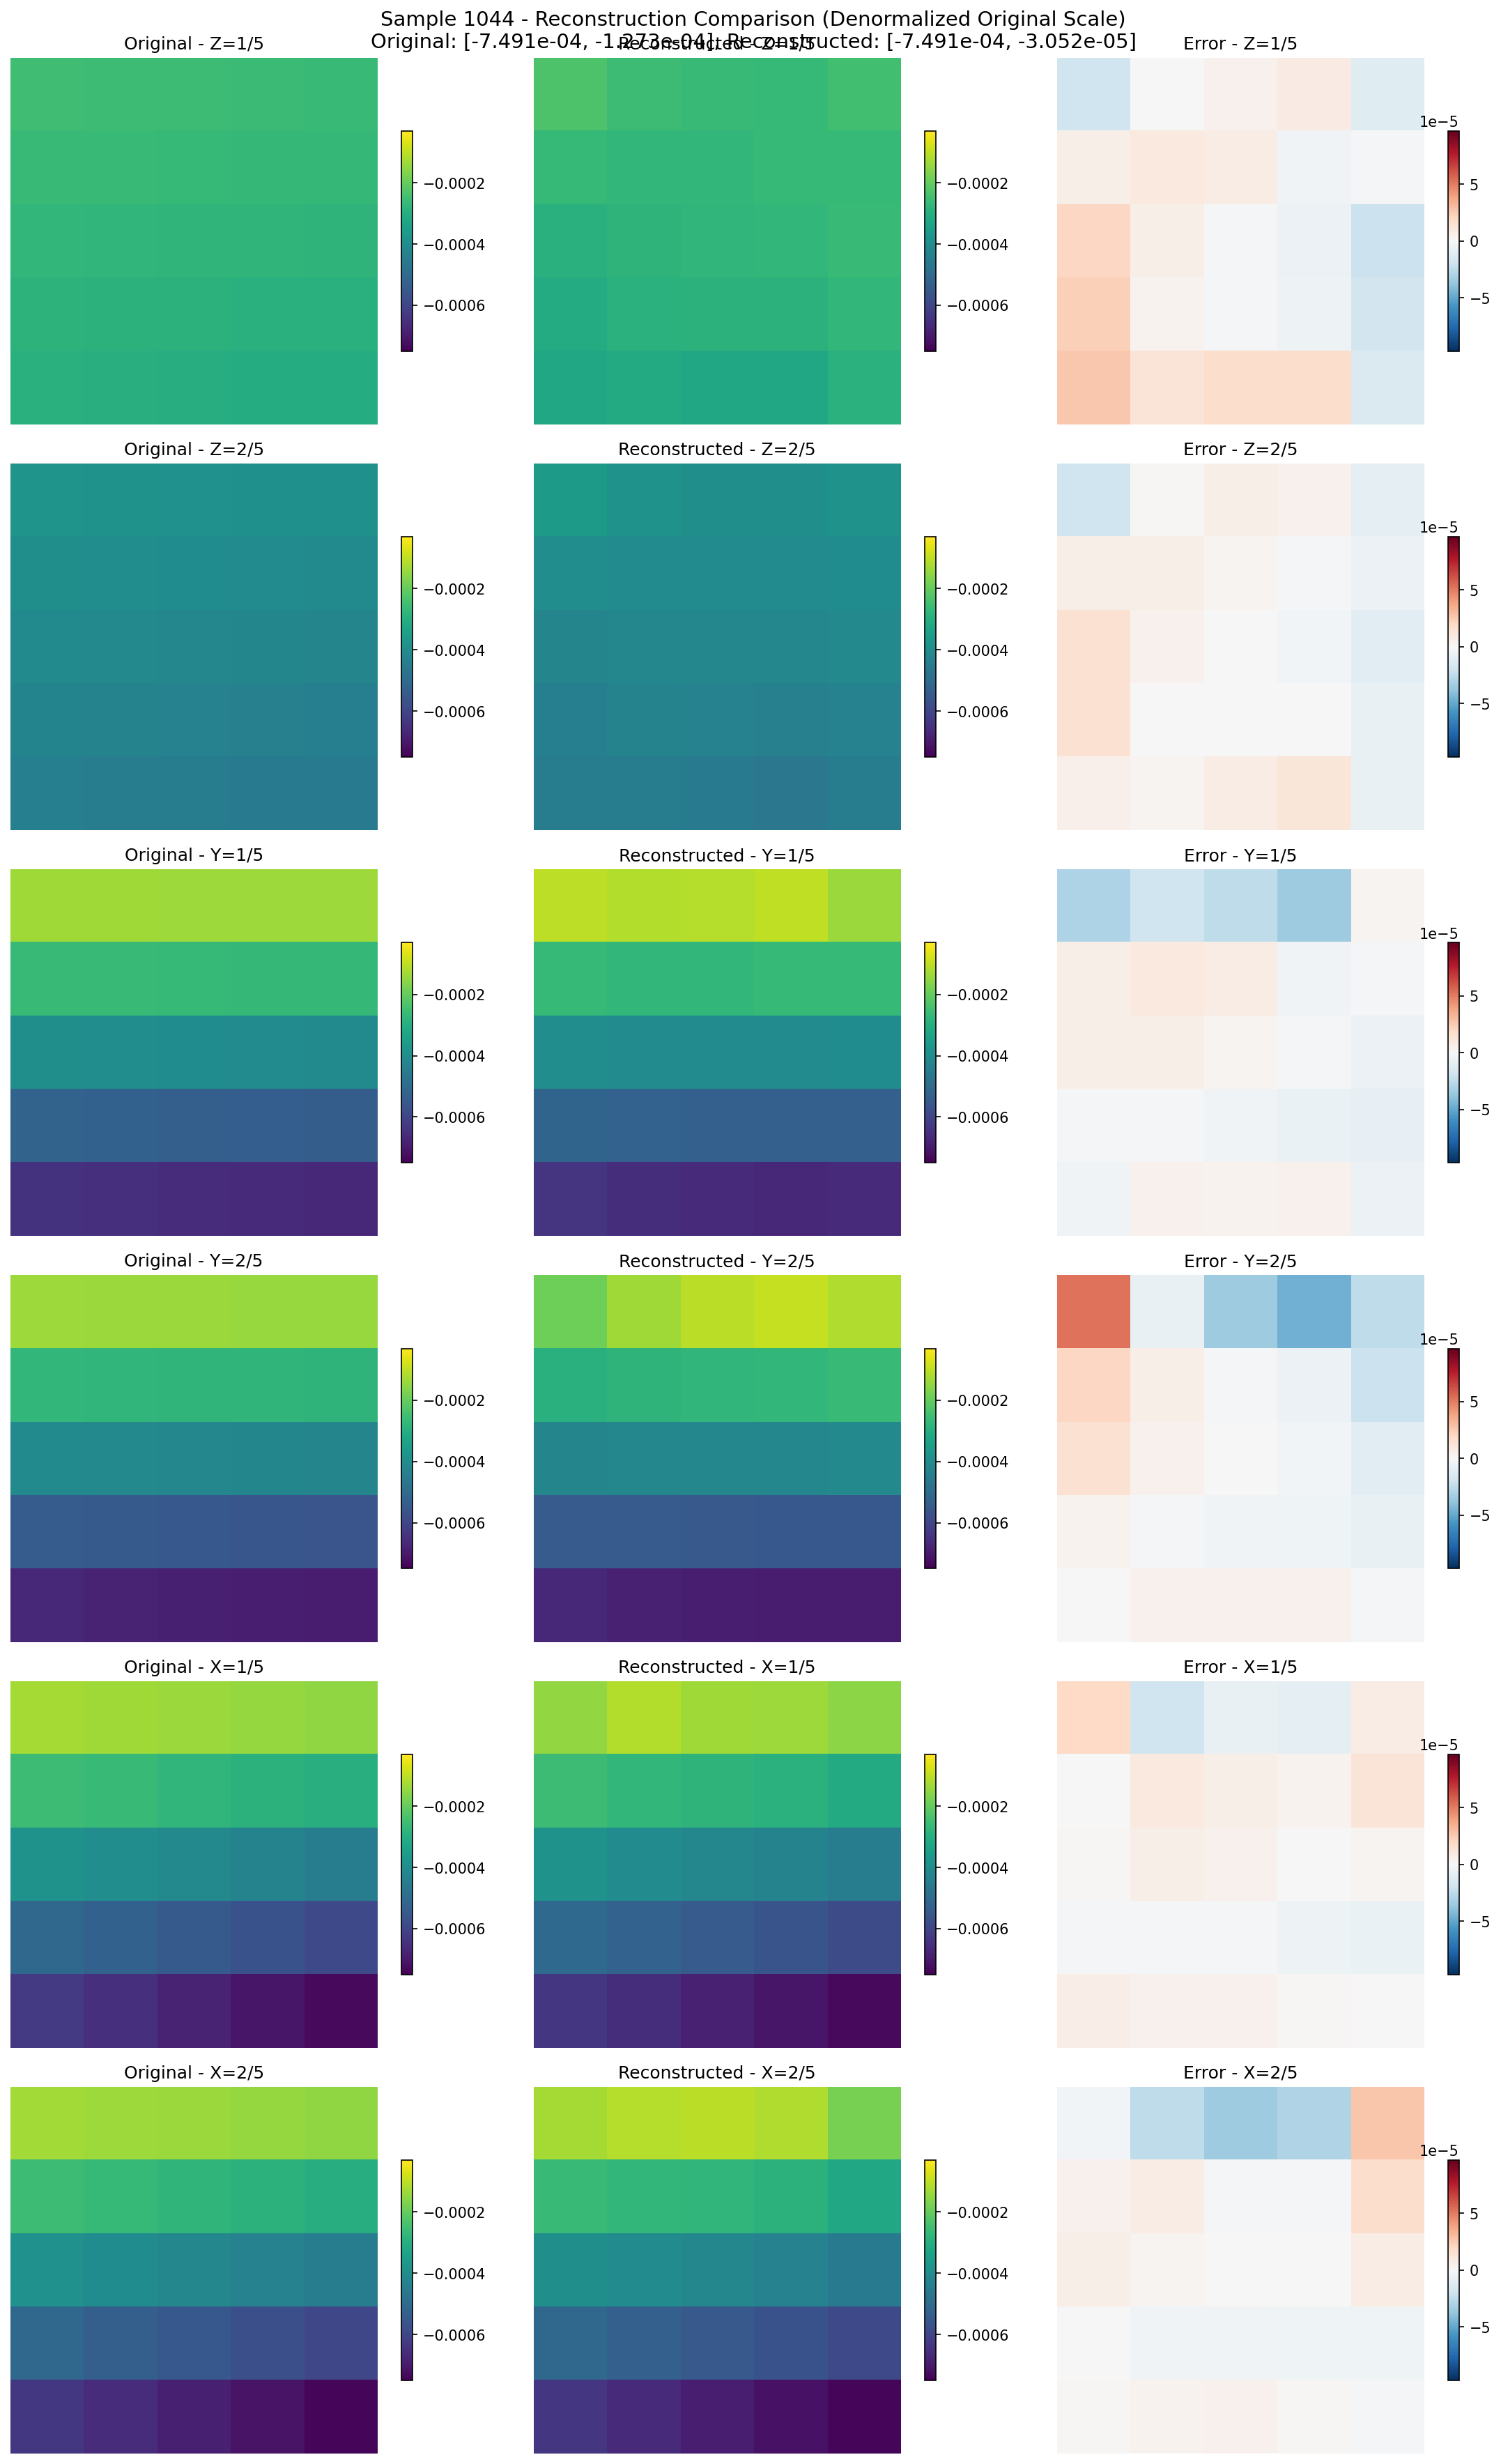 Sample 1044 - Reconstruction Comparison (Denormalized Original Scale)
Original: [-7.491e-04, -1.273e-04], Reconstructed: [-7.491e-04, -3.052e-05]
Original - Z=1/5 Reconstructed - Z=1/5 Error - Z=1/5
1e−5
−0.0002 −0.0002 5
−0.0004 −0.0004 0
−0.0006 −0.0006 −5
Original - Z=2/5 Reconstructed - Z=2/5 Error - Z=2/5
1e−5
−0.0002 −0.0002 5
−0.0004 −0.0004 0
−0.0006 −0.0006 −5
Original - Y=1/5 Reconstructed - Y=1/5 Error - Y=1/5
1e−5
−0.0002 −0.0002 5
−0.0004 −0.0004 0
−0.0006 −0.0006 −5
Original - Y=2/5 Reconstructed - Y=2/5 Error - Y=2/5
1e−5
−0.0002 −0.0002 5
−0.0004 −0.0004 0
−0.0006 −0.0006 −5
Original - X=1/5 Reconstructed - X=1/5 Error - X=1/5
1e−5
−0.0002 −0.0002 5
−0.0004 −0.0004 0
−0.0006 −0.0006 −5
Original - X=2/5 Reconstructed - X=2/5 Error - X=2/5
1e−5
−0.0002 −0.0002 5
−0.0004 −0.0004 0
−0.0006 −0.0006 −5